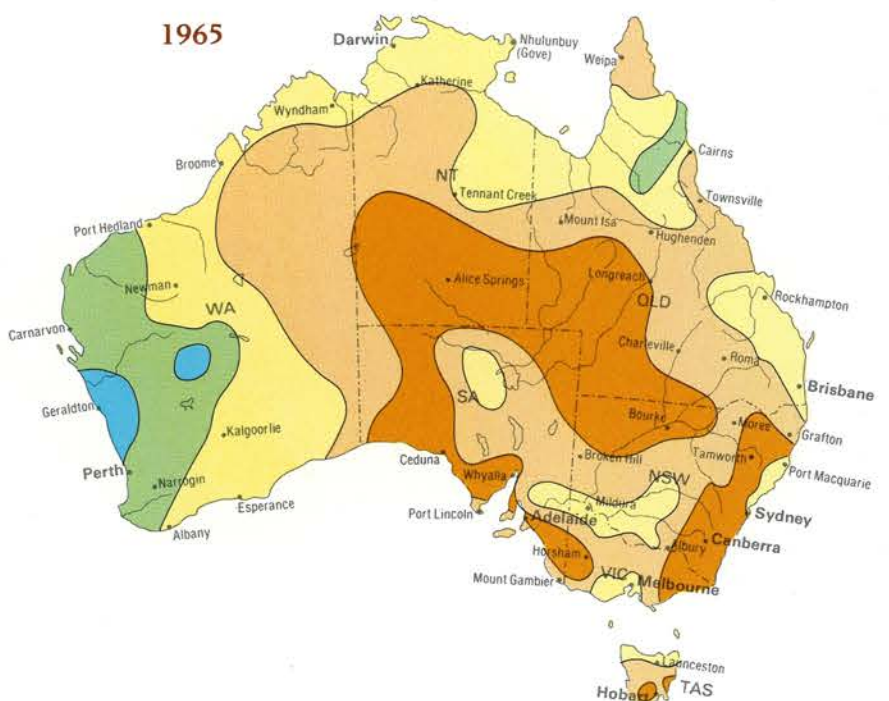 1965
Darwin
Nhulunbuy
(Gove)
Weipa
Katherine
Wyndham
Cairns
Broome
NT
Tennant Creek
Townsville
Port Hedland
Mount Isa
Hughenden
Newman
Alice Springs
Longreach
QLD
Rockhampton
WA
Carnarvon
Charleville
Roma
SA
Brisbane
Geraldton
Bourke
Moree
Kalgoorlie
Grafton
Ceduna
Broken Hill
Tamworth
Perth
Whyalla
NSW
Port Macquarie
Narrogin
Mildura
Esperance
Port Lincoln
Adelaide
Sydney
Albany
Horsham
Albury
Canberra
Mount Gambier
VIC
Melbourne
Launceston
Hobart
TAS